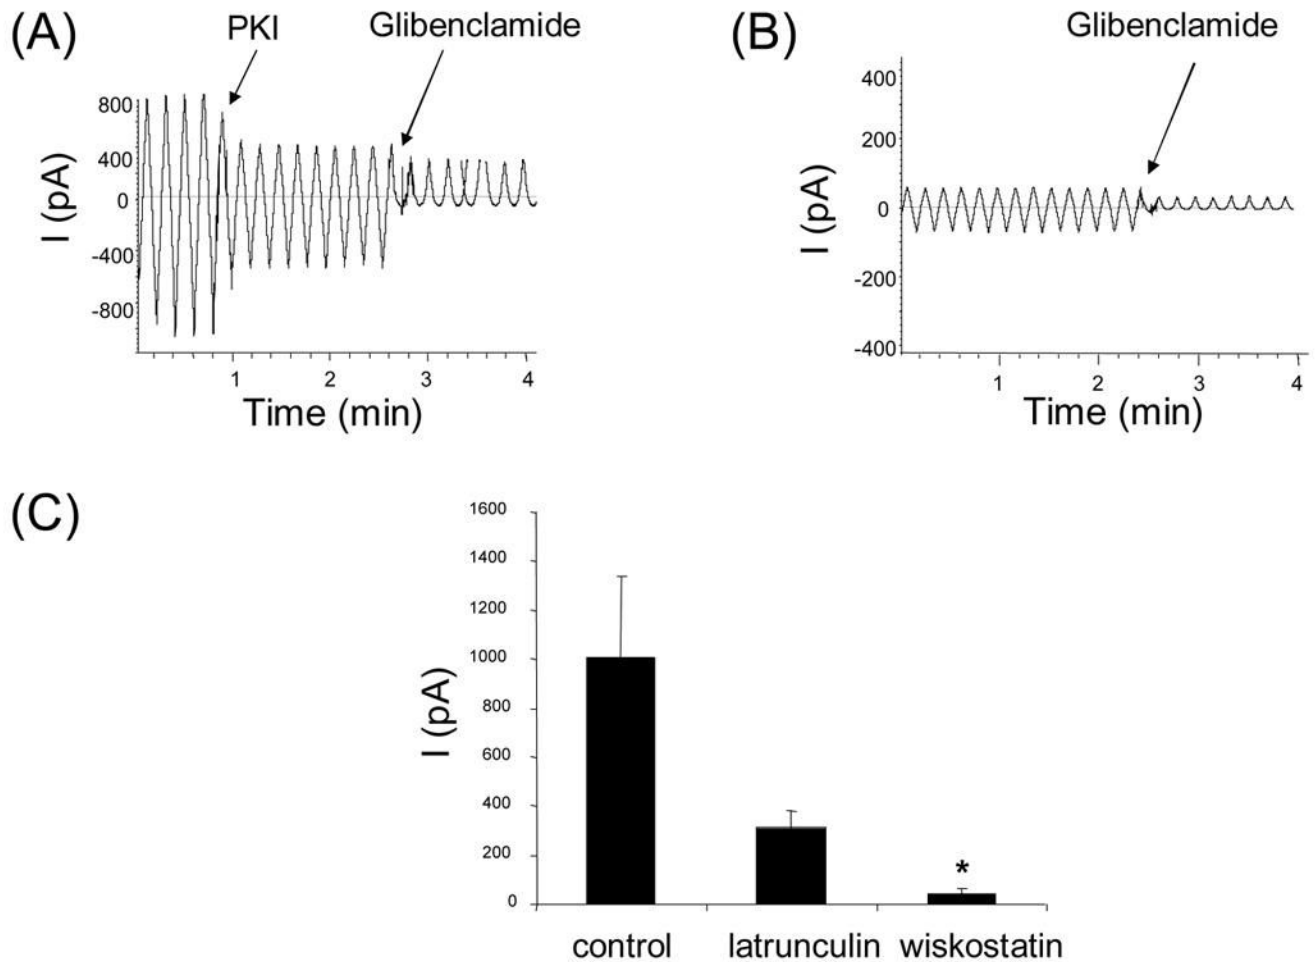 (A)
PKI
Glibenclamide
800
400
0
-400
-800
I (pA)
1 2 3 4
Time (min)
(B)
Glibenclamide
400
200
0
-200
-400
I (pA)
1 2 3 4
Time (min)
(C)
1600
1400
1200
1000
800
600
400
200
0
I (pA)
*
control latrunculin wiskostatin